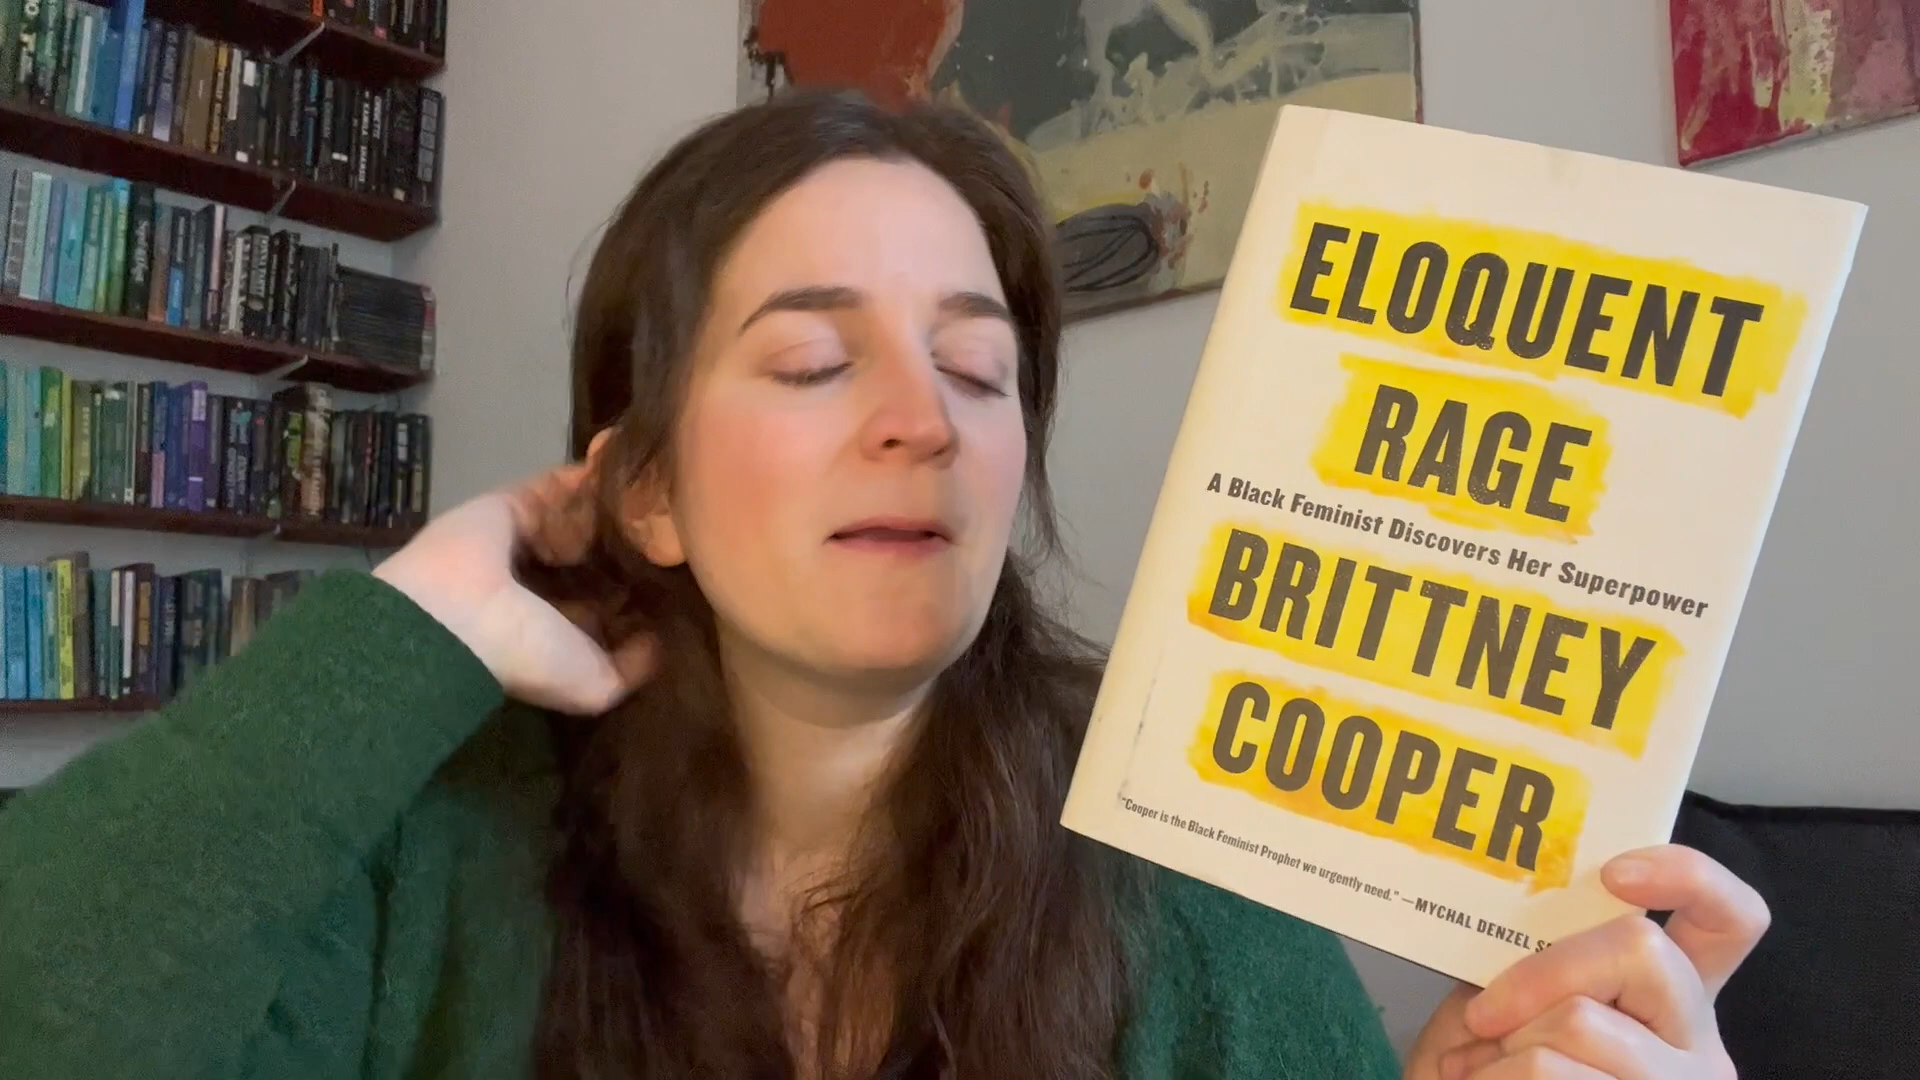 ELOQUENT
RAGE
A Black Feminist Discovers Her Superpower
BRITTNEY
COOPER
"Cooper is the Black Feminist Prophet we urgently need." —MYCHAL DENZEL